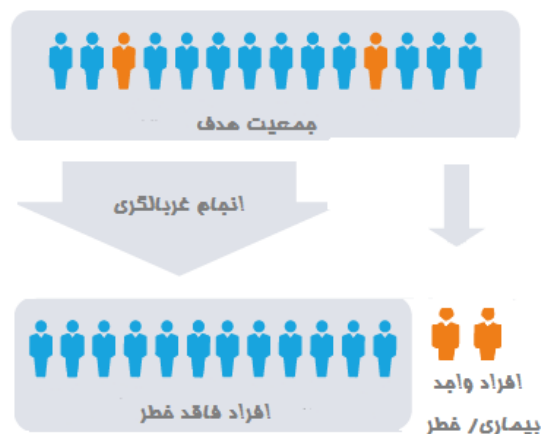 جمعیت هدف
انجام غربالگری
افراد واجد
بیماری/ خطر
افراد فاقد خطر